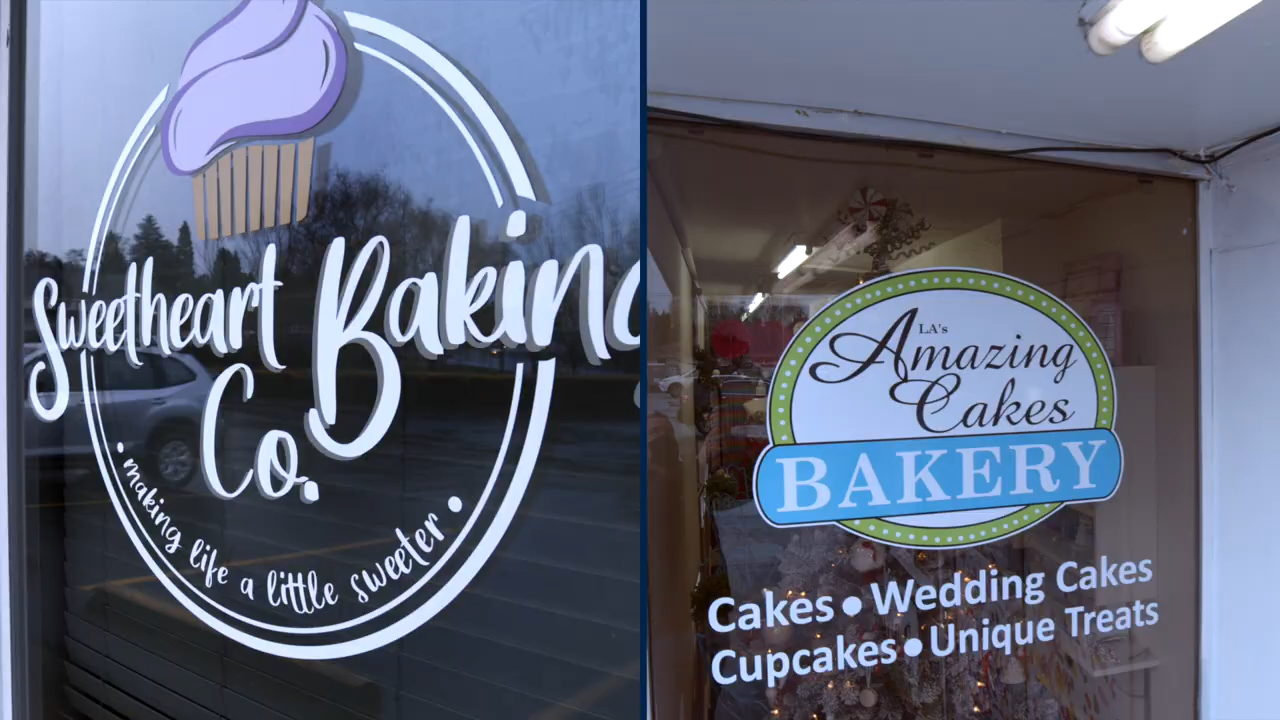 Sweetheart Baking
Co.
making life a little sweeter
LA's
Amazing
Cakes
BAKERY
Cakes • Wedding Cakes
Cupcakes • Unique Treats